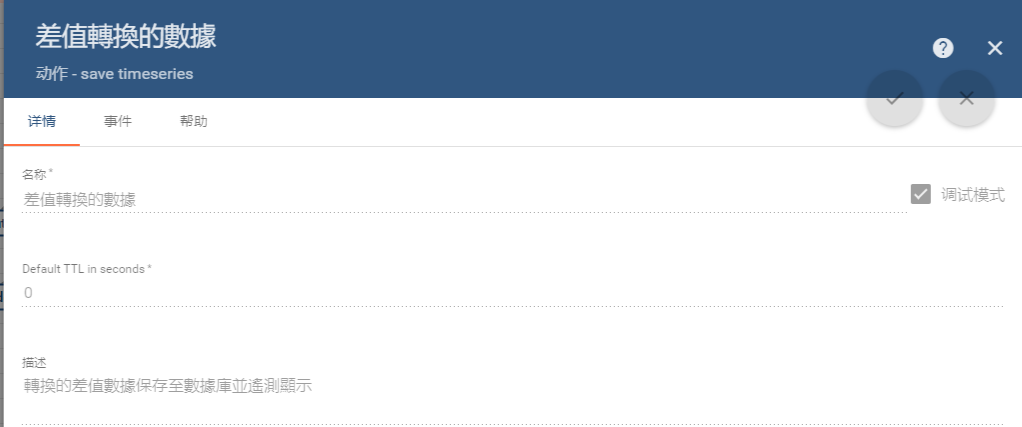 差值轉換的數據
动作 - save timeseries
详情 事件 帮助
名称 *
差值轉換的數據
调试模式
Default TTL in seconds *
0
描述
轉換的差值數據保存至數據庫並遙測顯示